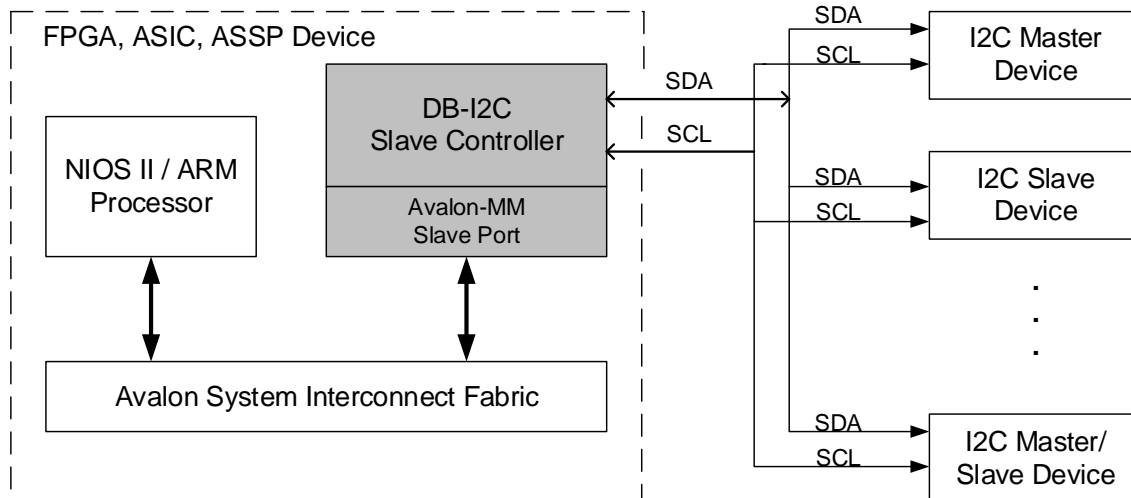 FPGA, ASIC, ASSP Device
NIOS II / ARM
Processor
DB-I2C
Slave Controller
Avalon-MM
Slave Port
Avalon System Interconnect Fabric
SDA
SCL
SDA
SCL
I2C Master
Device
SDA
SCL
I2C Slave
Device
.
.
.
SDA
SCL
I2C Master/
Slave Device